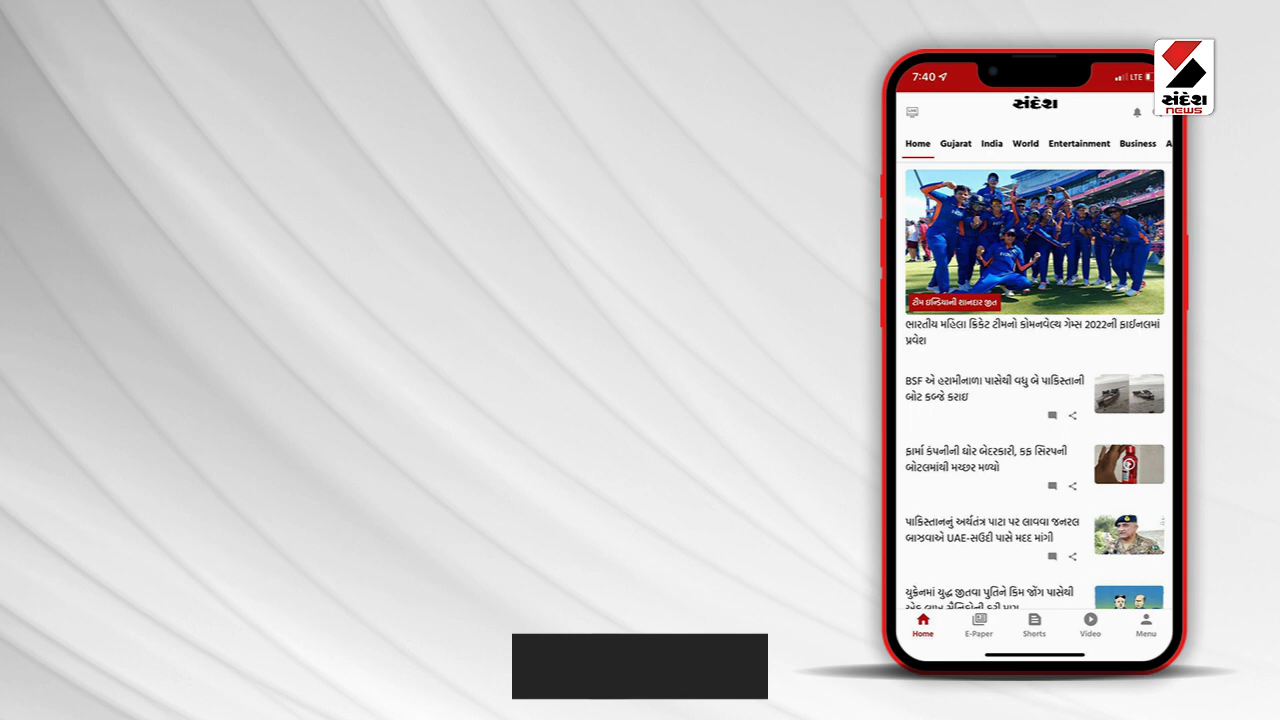 સંદેશ
NEWS
7:40
LTE
સંદેશ
Home Gujarat India World Entertainment Business A
ટીમ ઇન્ડિયાની શાનદાર જીત
ભારતીય મહિલા ક્રિકેટ ટીમનો કોમનવેલ્થ ગેમ્સ 2022ની ફાઈનલમાં
પ્રવેશ
BSF એ હરામીનાળા પાસેથી વધુ બે પાકિસ્તાની
બોટ કબ્જે કરાઇ
ફાર્મા કંપનીની ઘોર બેદરકારી, કફ સિરપની
બોટલમાંથી મચ્છર મળ્યો
પાકિસ્તાનનું અર્થતંત્ર પાટા પર લાવવા જનરલ
બાઝવાએ UAE-સઉદી પાસે મદદ માંગી
યુક્રેનમાં યુદ્ધ જીતવા પુતિને કિમ જોંગ પાસેથી
Home E-Paper Shorts Video Menu